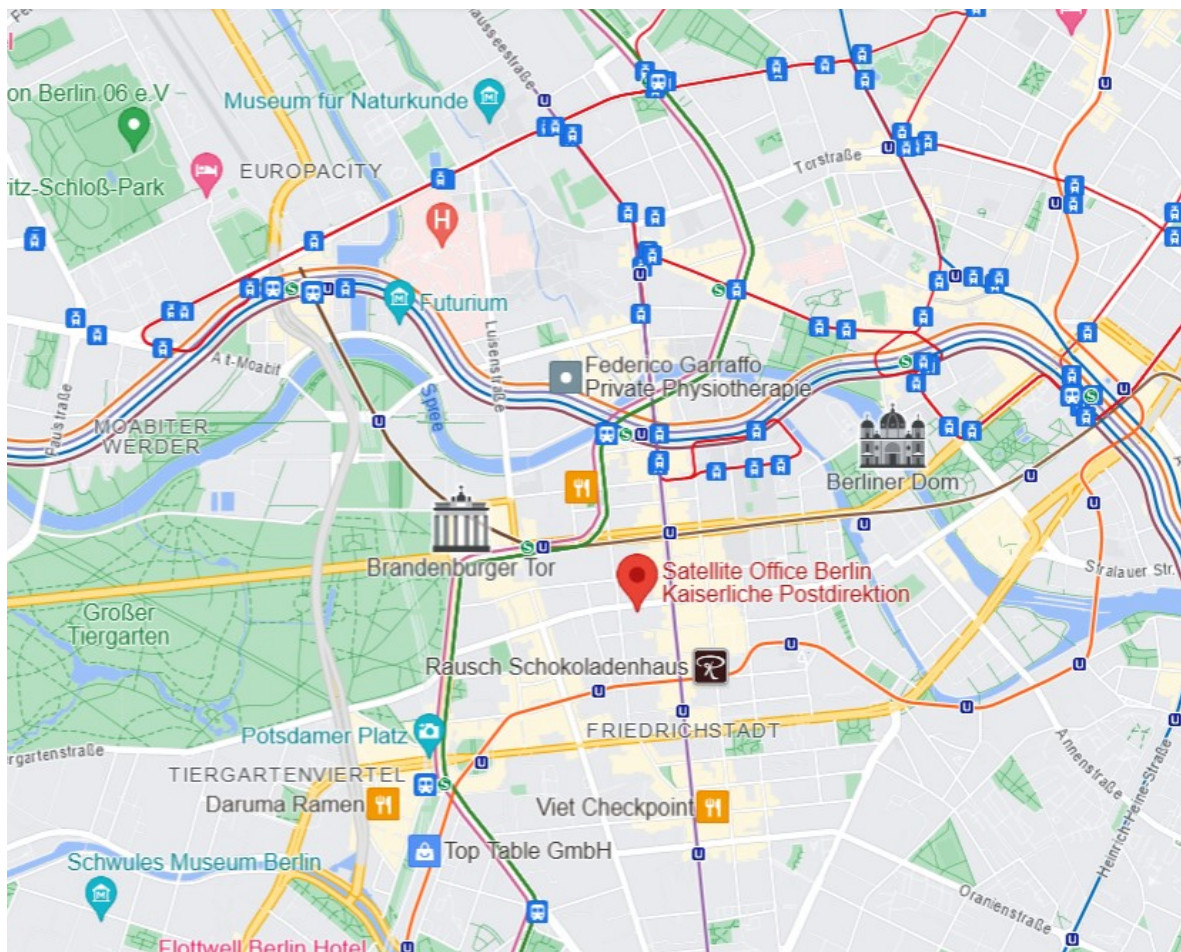 on Berlin 06 e.V
Museum für Naturkunde
EUROPACITY
ritz-Schloß-Park
Torstraße
H
Futurium
Luisenstraße
Alt-Moabit
Spree
Federico Garraffo
Private Physiotherapie
Paulstraße
MOABITER
WERDER
Berliner Dom
Brandenburger Tor
Satellite Office Berlin
Kaiserliche Postdirektion
Stralauer Str.
Großer
Tiergarten
Rausch Schokoladenhaus
FRIEDRICHSTADT
Potsdamer Platz
ergartenstraße
TIERGARTENVIERTEL
Daruma Ramen
Viet Checkpoint
Annenstraße
Heinrich-Heine-Straße
Top Table GmbH
Schwules Museum Berlin
Oranienstraße
Flottwell Berlin Hotel